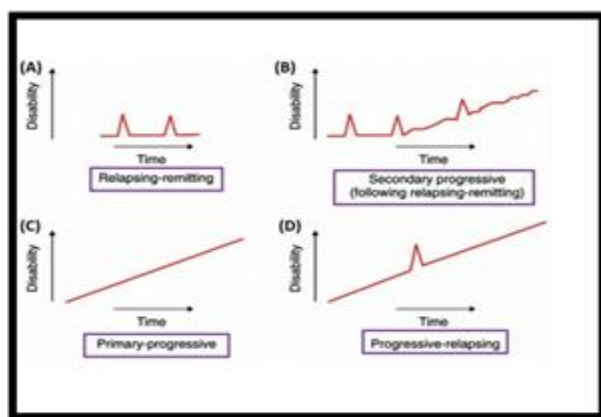 (A)
Disability
Time
Relapsing-remitting
(B)
Disability
Time
Secondary progressive
(following relapsing-remitting)
(C)
Disability
Time
Primary-progressive
(D)
Disability
Time
Progressive-relapsing